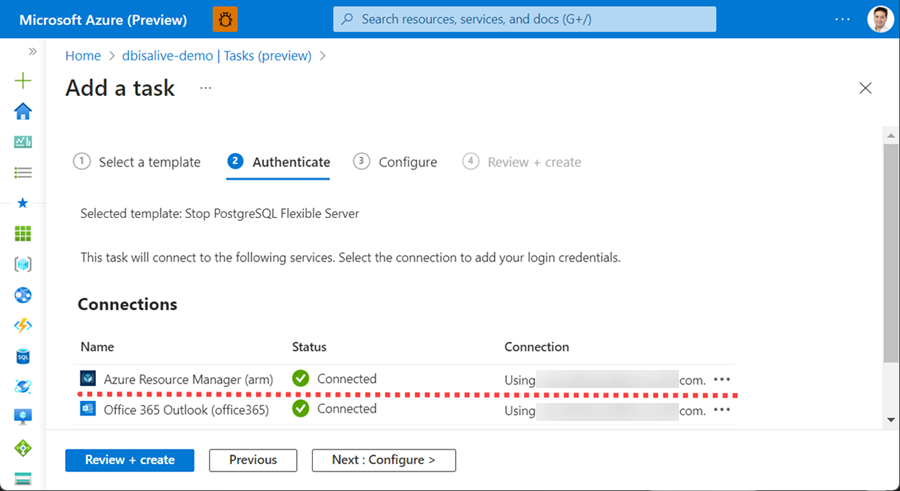 Microsoft Azure (Preview)
Search resources, services, and docs (G+/)
Home > dbisalive-demo | Tasks (preview) >
Add a task
1 Select a template 2 Authenticate 3 Configure 4 Review + create
Selected template: Stop PostgreSQL Flexible Server
This task will connect to the following services. Select the connection to add your login credentials.
Connections
Name Status Connection
Azure Resource Manager (arm) Connected Using com.
Office 365 Outlook (office365) Connected Using com.
Review + create Previous Next : Configure >
SQL